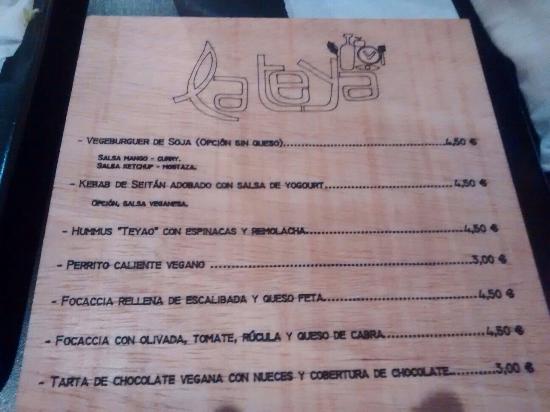 La Teya
- Vegeburguer de Soja (Opción sin queso)......4,50 €
Salsa mango - curry.
Salsa ketchup - mostaza.
- Kebab de Seitán adobado con salsa de yogourt......4,50 €
Opción, salsa veganesa.
- Hummus "Teyao" con espinacas y remolacha......4,50 €
- Perrito caliente vegano ......3,00 €
- Focaccia rellena de escalibada y queso feta......4,50 €
- Focaccia con olivada, tomate, rúcula y queso de cabra......4,50 €
- Tarta de chocolate vegana con nueces y cobertura de chocolate......3,00 €